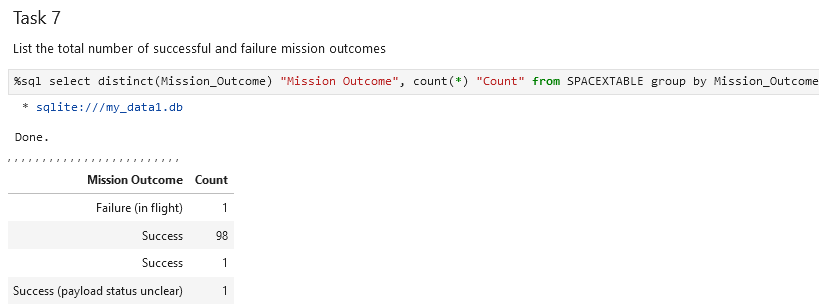 Task 7
List the total number of successful and failure mission outcomes
%sql select distinct(Mission_Outcome) "Mission Outcome", count(*) "Count" from SPACEXTABLE group by Mission_Outcome
* sqlite:///my_data1.db
Done.
,,,,,,,,,,,,,,,,,,,,,,,,,
Mission Outcome Count
Failure (in flight) 1
Success 98
Success 1
Success (payload status unclear) 1